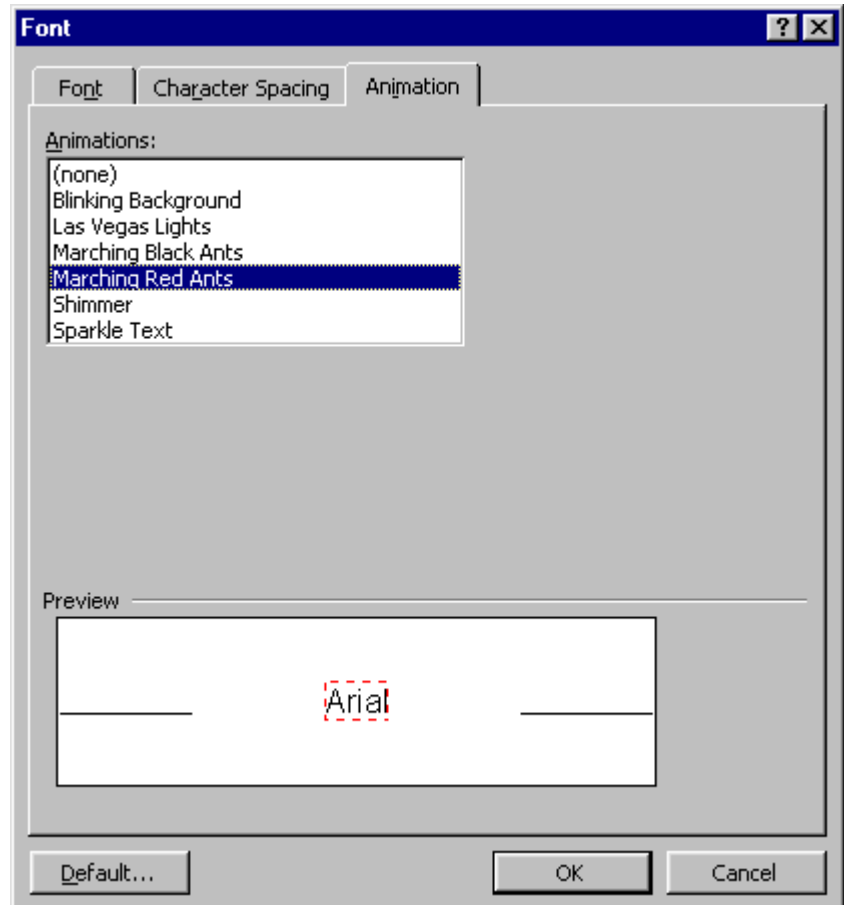 Font
Font Character Spacing Animation
Animations:
(none)
Blinking Background
Las Vegas Lights
Marching Black Ants
Marching Red Ants
Shimmer
Sparkle Text
Preview
Arial
Default... OK Cancel